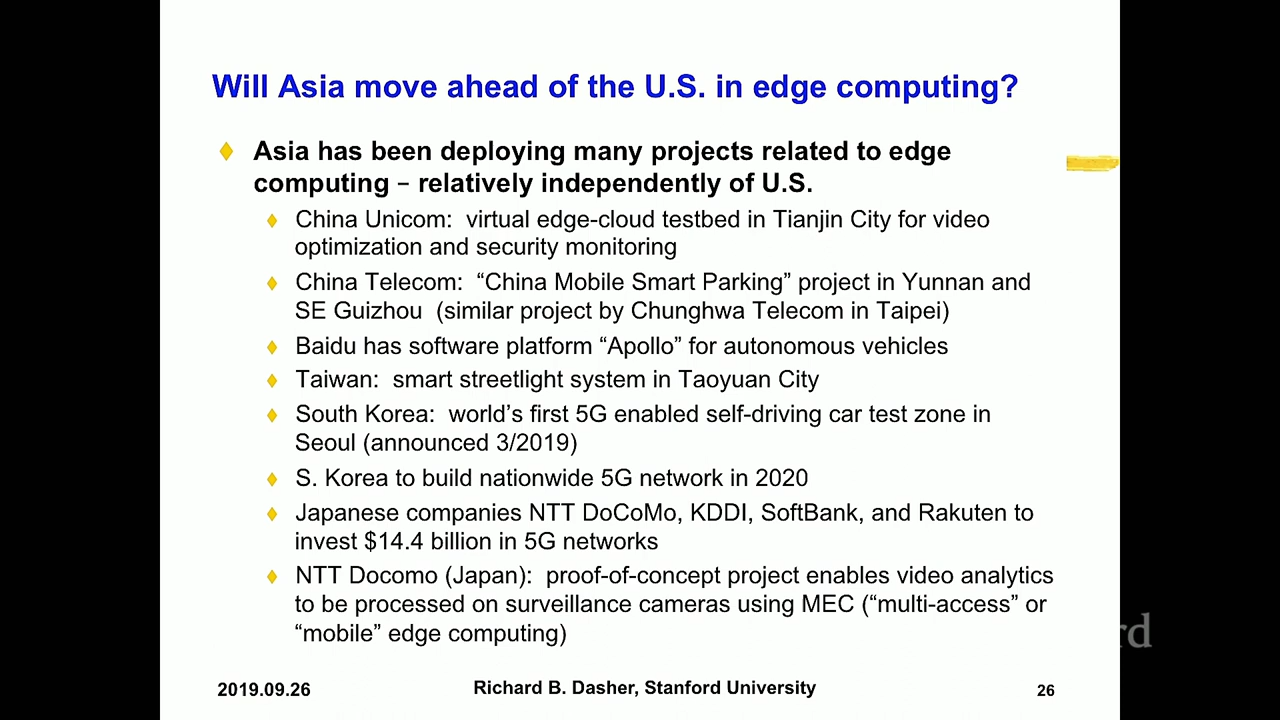 Will Asia move ahead of the U.S. in edge computing?
Asia has been deploying many projects related to edge
computing – relatively independently of U.S.
China Unicom: virtual edge-cloud testbed in Tianjin City for video
optimization and security monitoring
China Telecom: “China Mobile Smart Parking” project in Yunnan and
SE Guizhou (similar project by Chunghwa Telecom in Taipei)
Baidu has software platform “Apollo” for autonomous vehicles
Taiwan: smart streetlight system in Taoyuan City
South Korea: world’s first 5G enabled self-driving car test zone in
Seoul (announced 3/2019)
S. Korea to build nationwide 5G network in 2020
Japanese companies NTT DoCoMo, KDDI, SoftBank, and Rakuten to
invest $14.4 billion in 5G networks
NTT Docomo (Japan): proof-of-concept project enables video analytics
to be processed on surveillance cameras using MEC (“multi-access” or
“mobile” edge computing)
2019.09.26 Richard B. Dasher, Stanford University 26